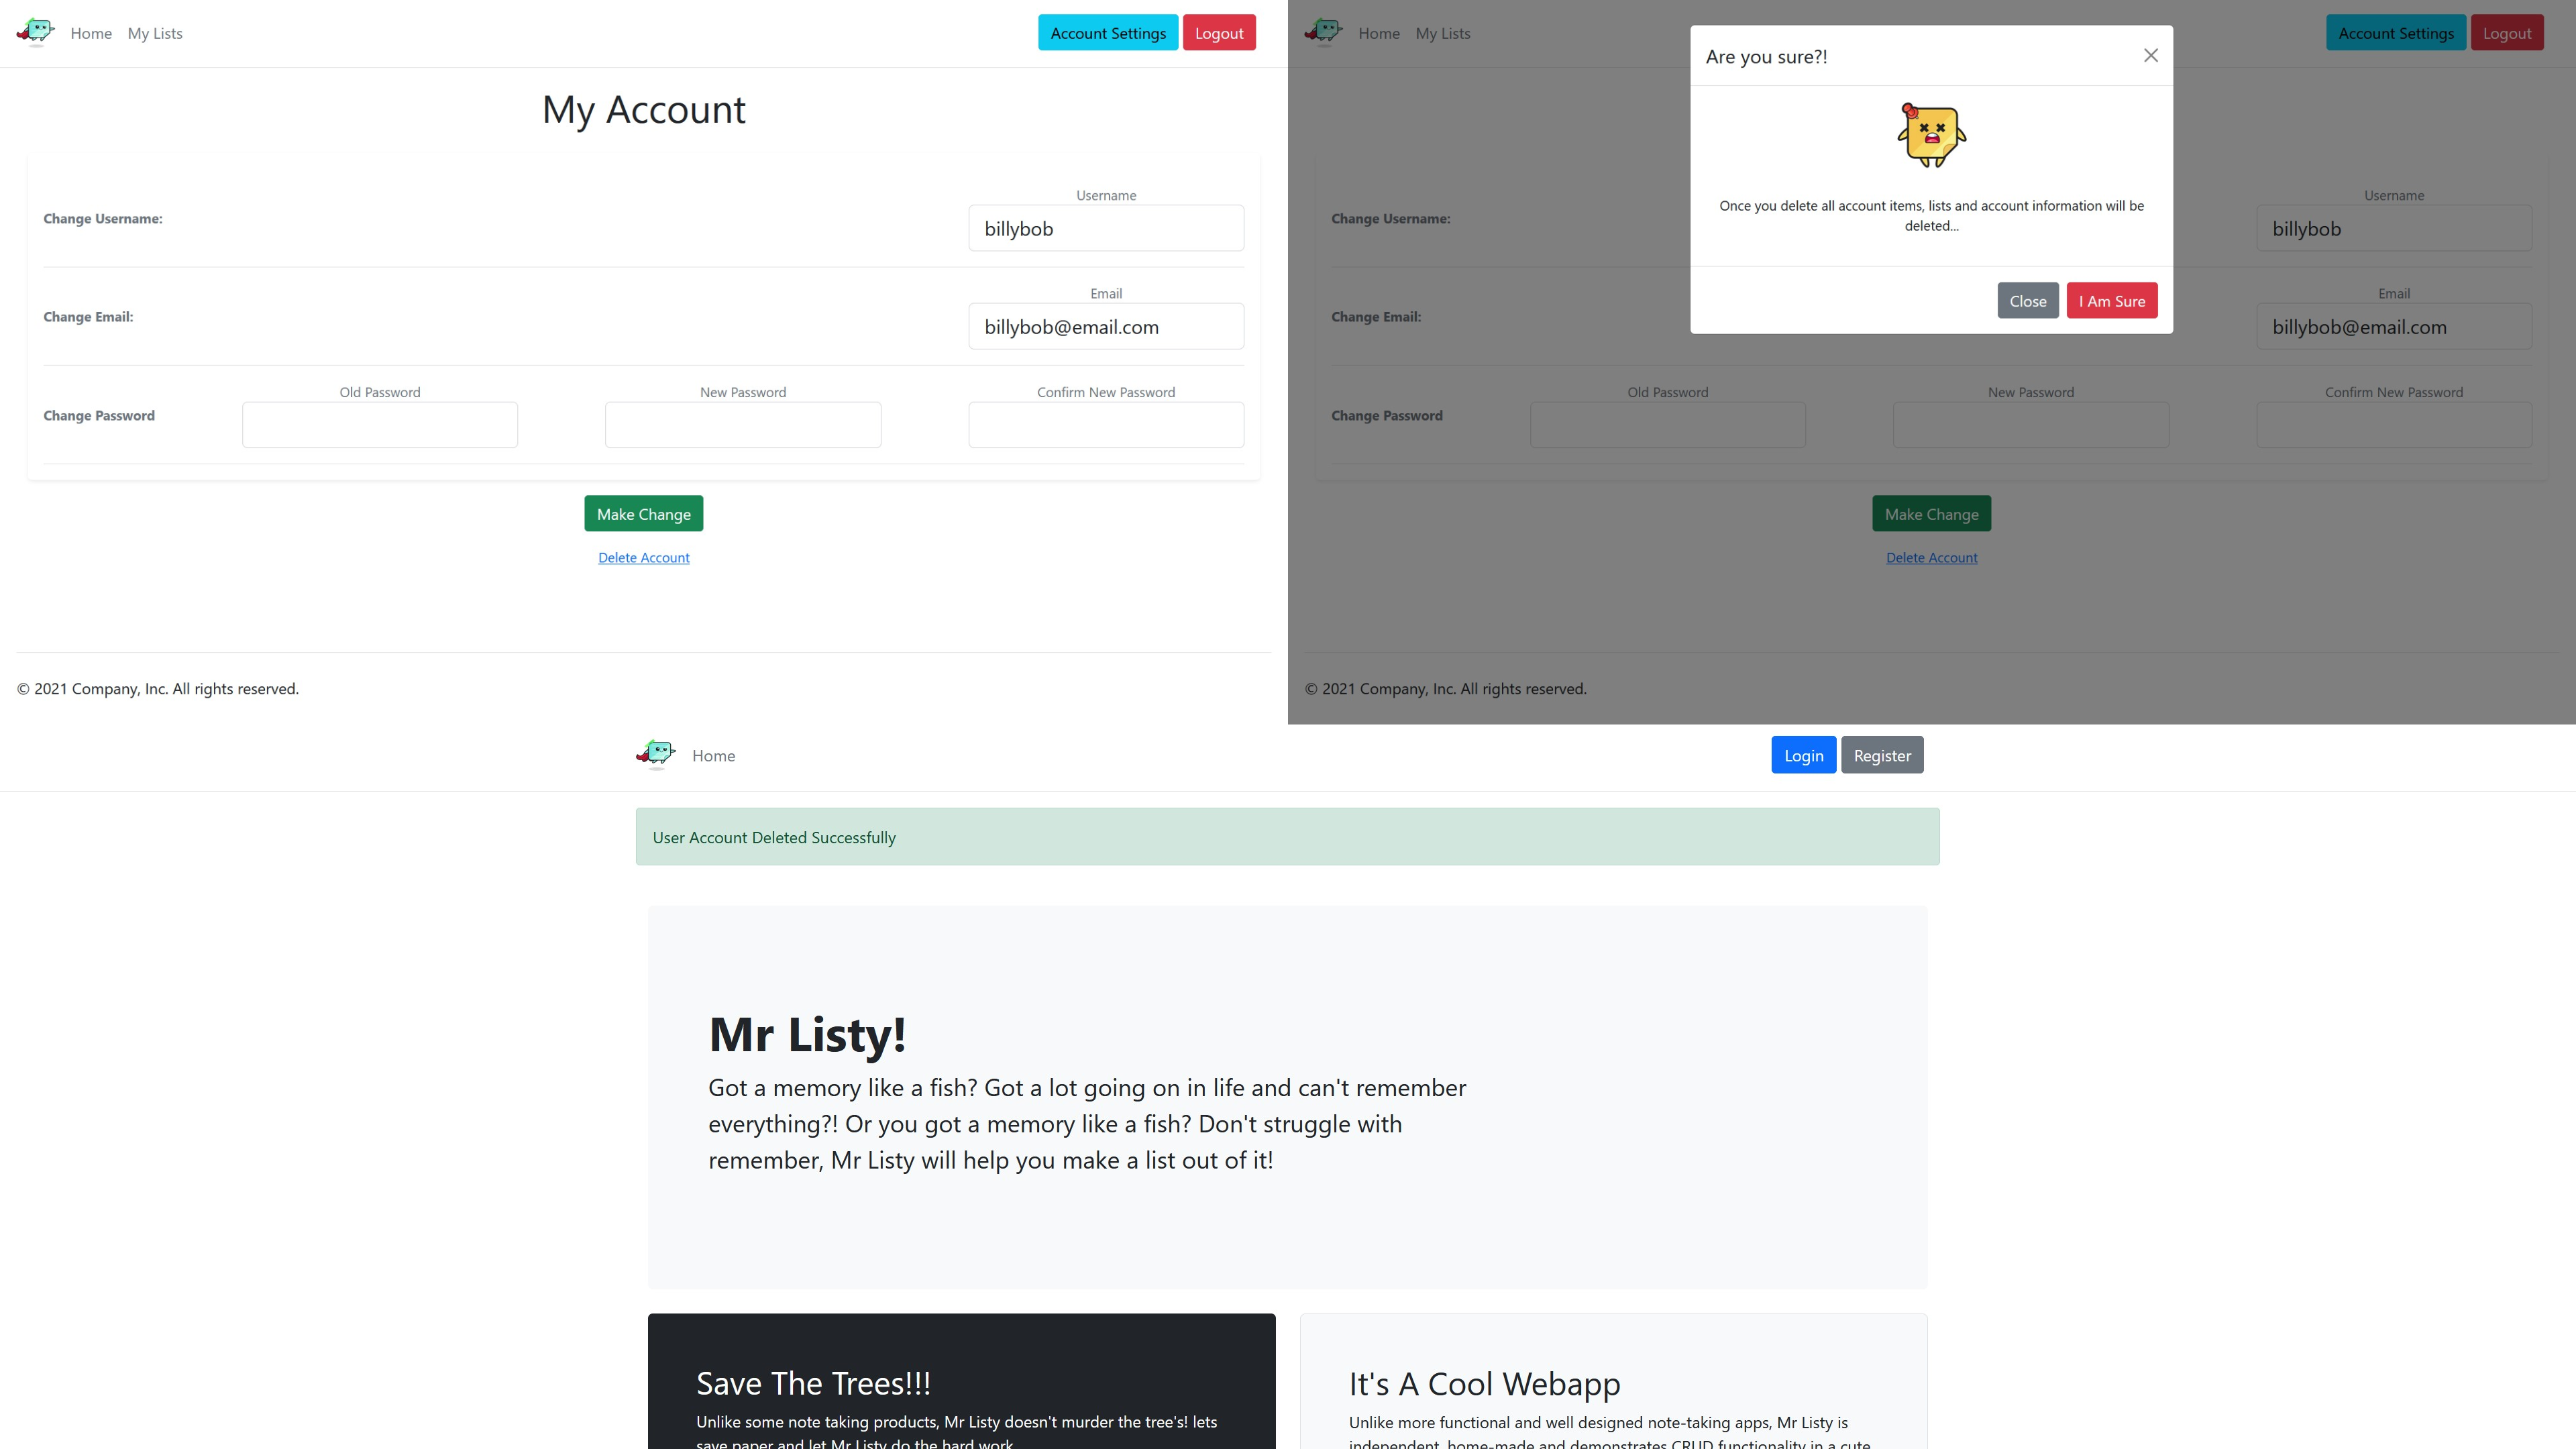 Home My Lists
Account Settings Logout
My Account
Username
Change Username:
billybob
Email
Change Email:
billybob@email.com
Old Password New Password Confirm New Password
Change Password
Make Change
Delete Account
© 2021 Company, Inc. All rights reserved.
Home My Lists
Account Settings Logout
Are you sure?!
Once you delete all account items, lists and account information will be
deleted...
Close I Am Sure
Username
Change Username:
billybob
Email
Change Email:
billybob@email.com
Old Password New Password Confirm New Password
Change Password
Make Change
Delete Account
© 2021 Company, Inc. All rights reserved.
Home
Login Register
User Account Deleted Successfully
Mr Listy!
Got a memory like a fish? Got a lot going on in life and can't remember
everything?! Or you got a memory like a fish? Don't struggle with
remember, Mr Listy will help you make a list out of it!
Save The Trees!!!
Unlike some note taking products, Mr Listy doesn't murder the tree's! lets
save paper and let Mr Listy do the hard work
It's A Cool Webapp
Unlike more functional and well designed note-taking apps, Mr Listy is
independent, home-made and demonstrates CRUD functionality in a cute